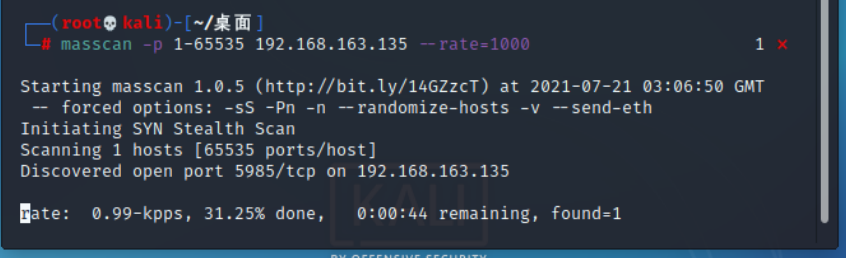 (root💀kali)-[~/桌面]
# masscan -p 1-65535 192.168.163.135 --rate=1000 1 ⨯
Starting masscan 1.0.5 (http://bit.ly/14GZzcT) at 2021-07-21 03:06:50 GMT
-- forced options: -sS -Pn -n --randomize-hosts -v --send-eth
Initiating SYN Stealth Scan
Scanning 1 hosts [65535 ports/host]
Discovered open port 5985/tcp on 192.168.163.135
rate: 0.99-kpps, 31.25% done, 0:00:44 remaining, found=1
KALI
BY OFFENSIVE SECURITY